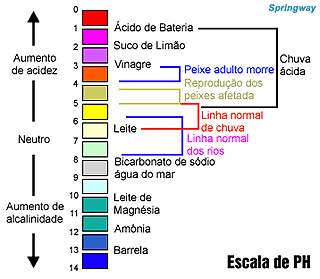 Springway
0
1
2
3
4
5
6
7
8
9
10
11
12
13
14
Aumento
de acidez
Neutro
Aumento de
alcalinidade
Ácido de Bateria
Suco de Limão
Vinagre
Leite
Bicarbonato de sódio
água do mar
Leite de
Magnésia
Amônia
Barrela
Peixe adulto morre
Reprodução dos
peixes afetada
Linha normal
de chuva
Linha normal
dos rios
Chuva
ácida
Escala de PH